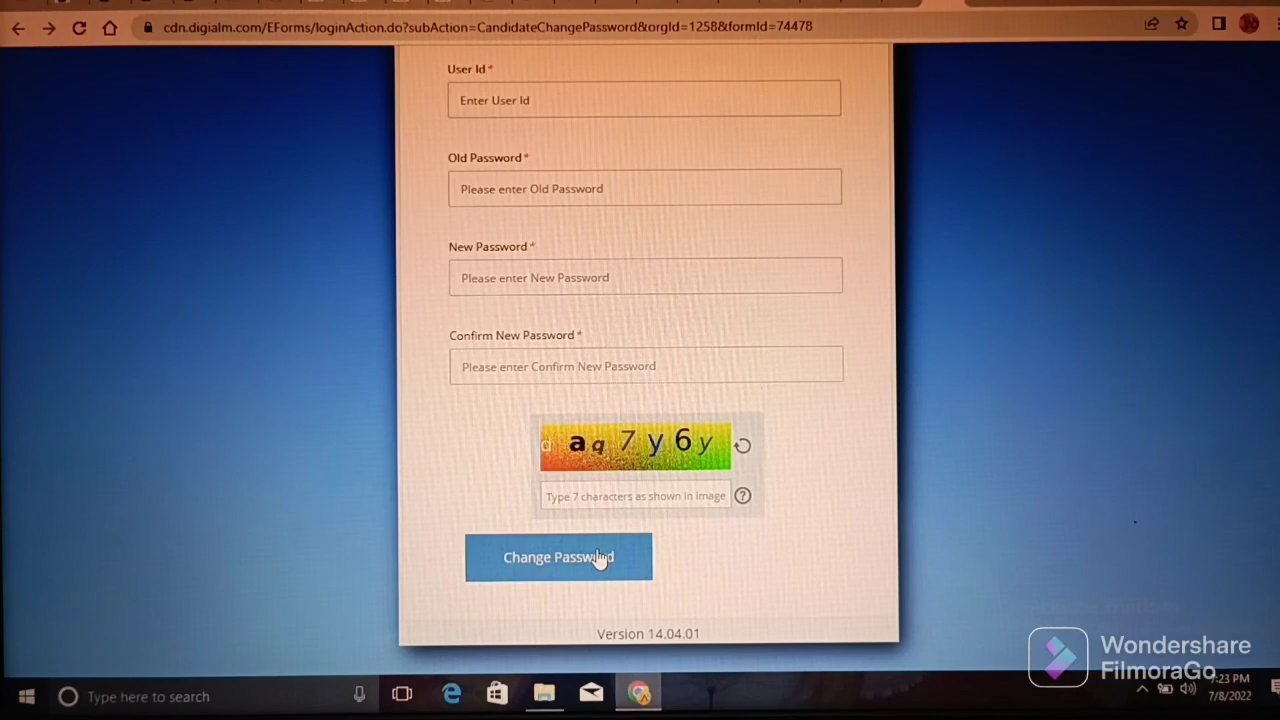 cdn.digialm.com/EForms/loginAction.do?subAction=CandidateChangePassword&orgId=1258&formId=74478
User Id *
Enter User Id
Old Password *
Please enter Old Password
New Password *
Please enter New Password
Confirm New Password *
Please enter Confirm New Password
d a q 7 y 6 y
Type 7 characters as shown in image
?
Change Password
Version 14.04.01
Wondershare
FilmoraGo
Type here to search
7:23 PM
7/8/2022